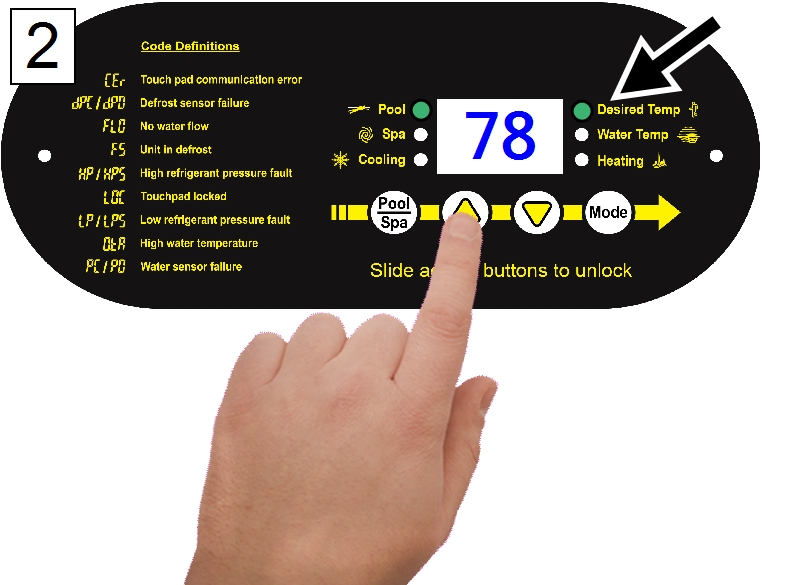 2
Code Definitions
CEr Touch pad communication error
dPC / dPO Defrost sensor failure
FLO No water flow
FS Unit in defrost
HP / HPS High refrigerant pressure fault
LOC Touchpad locked
LP / LPS Low refrigerant pressure fault
OtA High water temperature
PC / PO Water sensor failure
Pool
Spa
Cooling
78
Desired Temp
Water Temp
Heating
Pool
Spa
Mode
Slide buttons to unlock